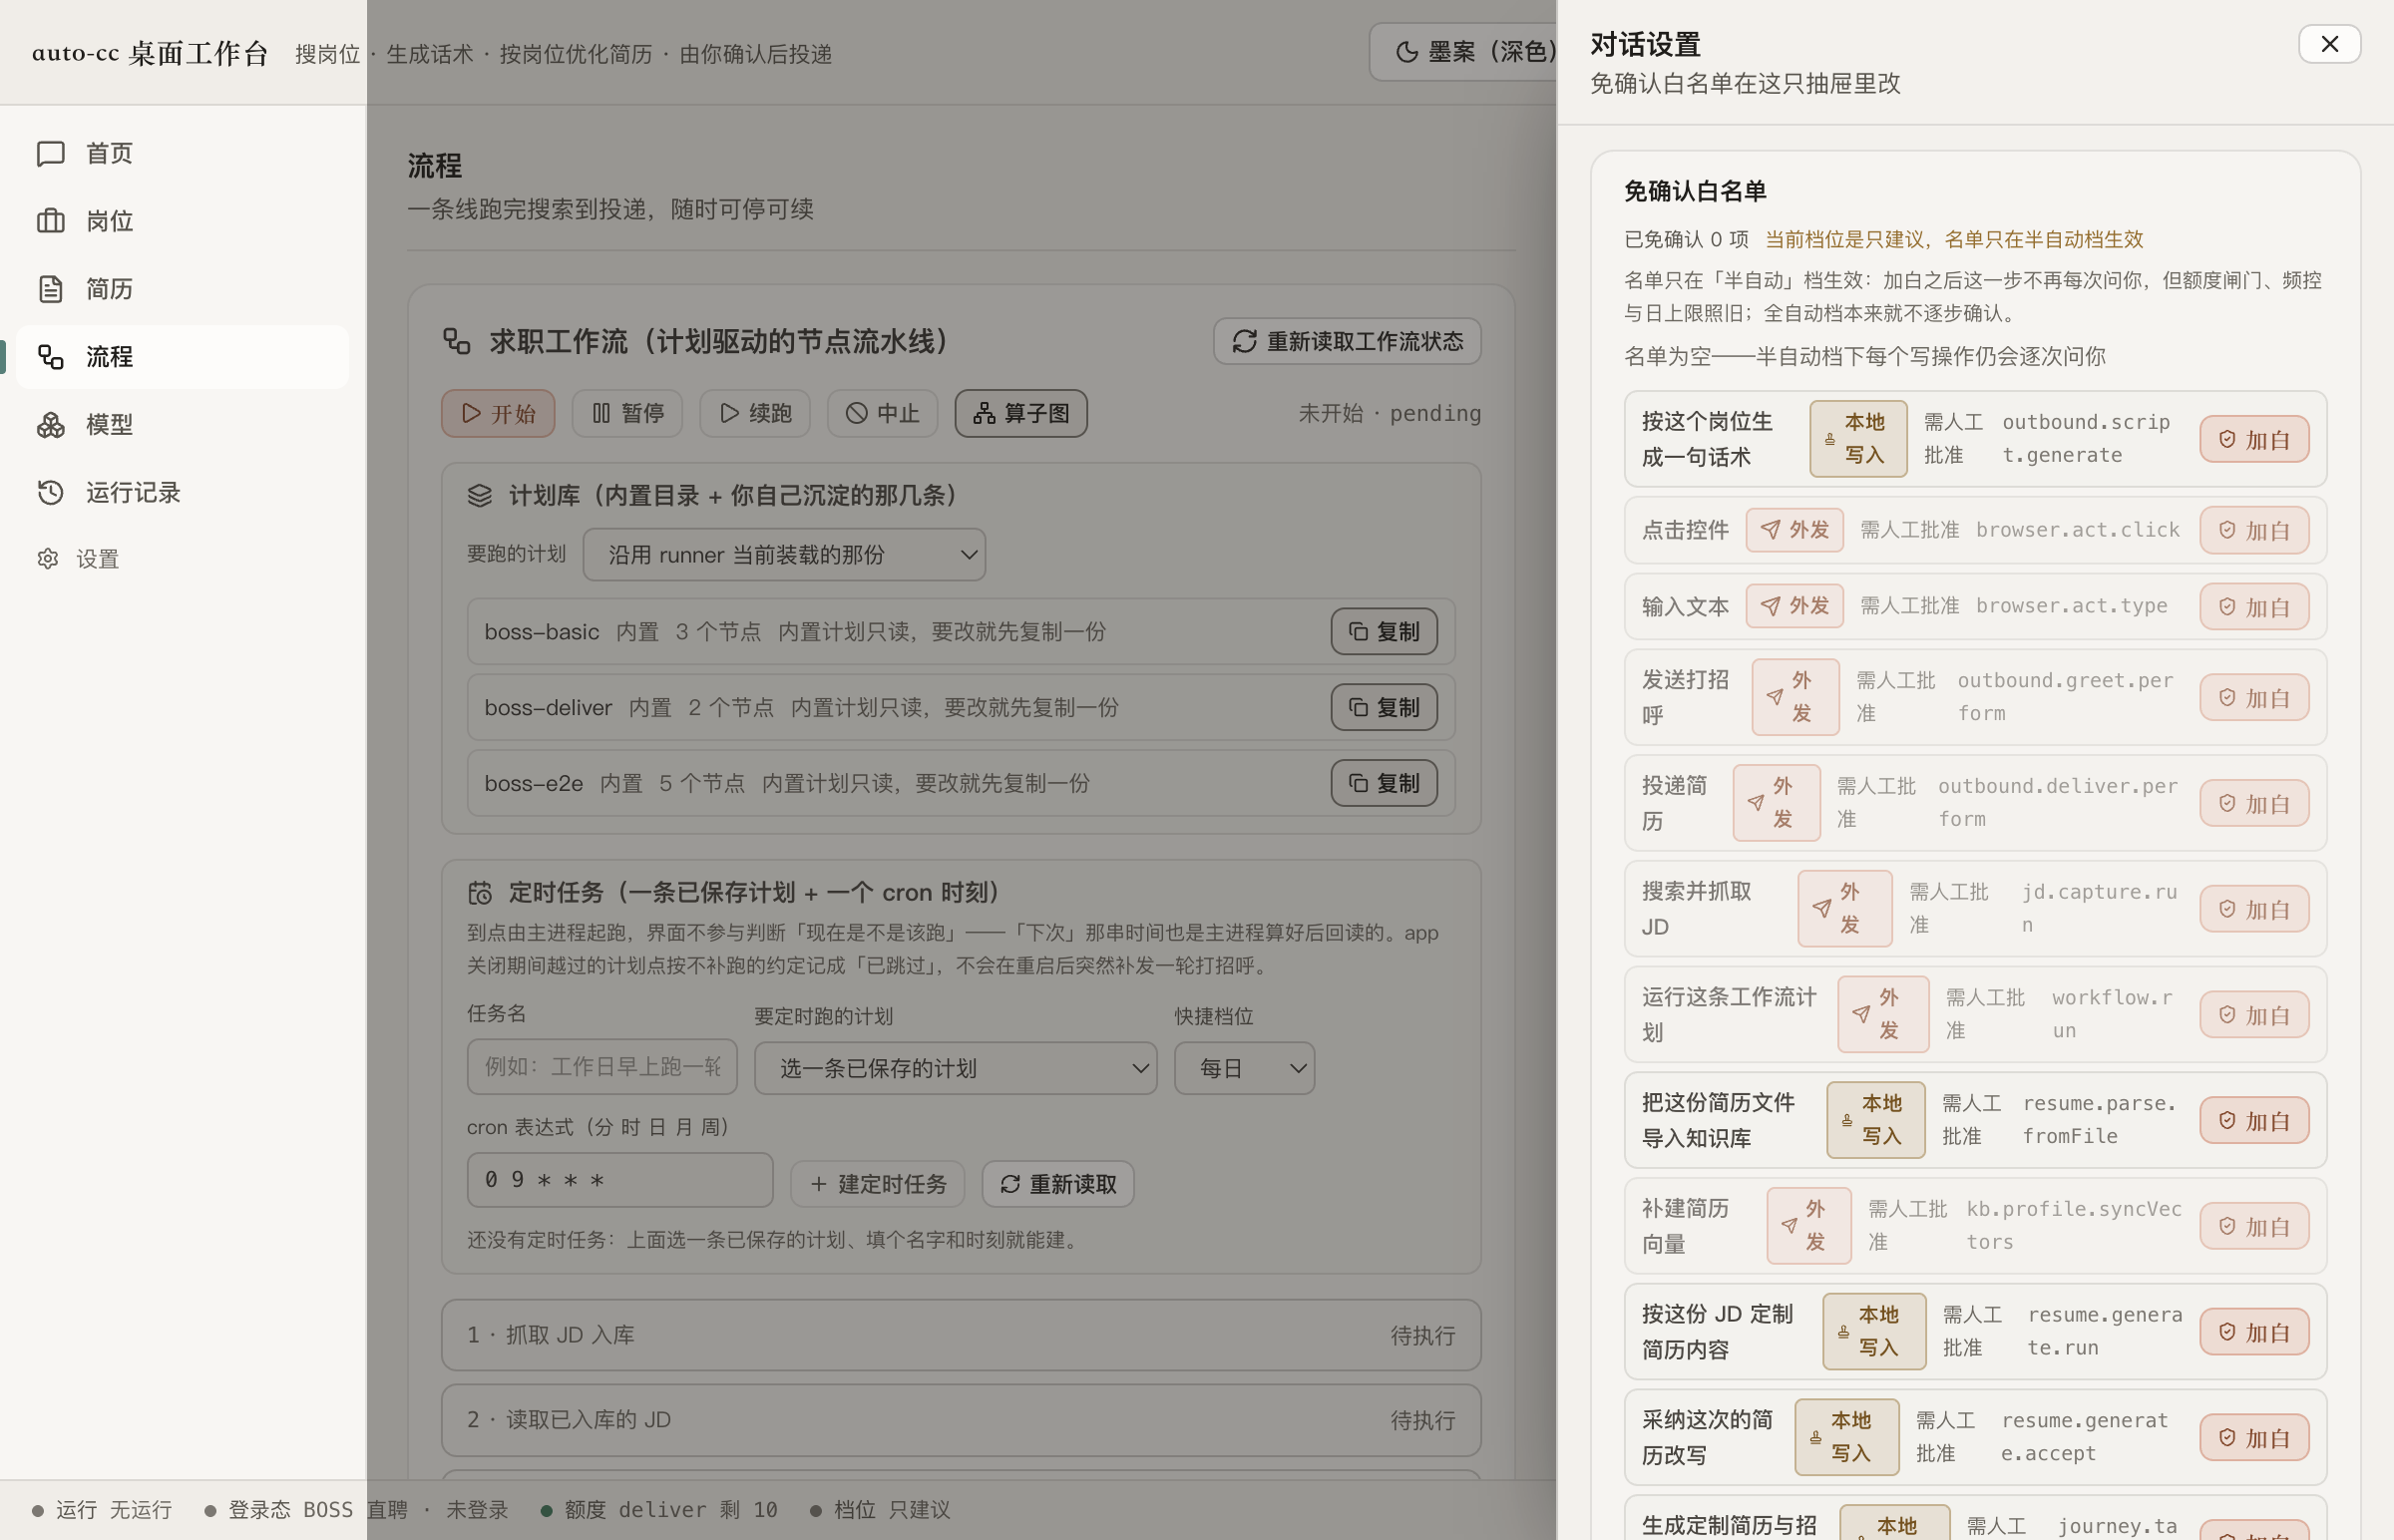 auto-cc 桌面工作台
搜岗位 · 生成话术 · 按岗位优化简历 · 由你确认后投递
墨案（深色）
首页
岗位
简历
流程
模型
运行记录
设置
流程
一条线跑完搜索到投递，随时可停可续
求职工作流（计划驱动的节点流水线）
重新读取工作流状态
开始
暂停
续跑
中止
算子图
未开始 · pending
计划库（内置目录 + 你自己沉淀的那几条）
要跑的计划
沿用 runner 当前装载的那份
boss-basic 内置 3 个节点 内置计划只读，要改就先复制一份
复制
boss-deliver 内置 2 个节点 内置计划只读，要改就先复制一份
复制
boss-e2e 内置 5 个节点 内置计划只读，要改就先复制一份
复制
定时任务（一条已保存计划 + 一个 cron 时刻）
到点由主进程起跑，界面不参与判断「现在是不是该跑」——「下次」那串时间也是主进程算好后回读的。app
关闭期间越过的计划点按不补跑的约定记成「已跳过」，不会在重启后突然补发一轮打招呼。
任务名
要定时跑的计划
快捷档位
例如：工作日早上跑一轮
选一条已保存的计划
每日
cron 表达式（分 时 日 月 周）
0 9 * * *
建定时任务
重新读取
还没有定时任务：上面选一条已保存的计划、填个名字和时刻就能建。
1 · 抓取 JD 入库
待执行
2 · 读取已入库的 JD
待执行
运行 无运行
登录态 BOSS 直聘 · 未登录
额度 deliver 剩 10
档位 只建议
对话设置
免确认白名单在这只抽屉里改
免确认白名单
已免确认 0 项 当前档位是只建议，名单只在半自动档生效
名单只在「半自动」档生效：加白之后这一步不再每次问你，但额度闸门、频控
与日上限照旧；全自动档本来就不逐步确认。
名单为空——半自动档下每个写操作仍会逐次问你
按这个岗位生
成一句话术
本地
写入
需人工
批准
outbound.scrip
t.generate
加白
点击控件
外发
需人工批准
browser.act.click
加白
输入文本
外发
需人工批准
browser.act.type
加白
发送打招
呼
外
发
需人工批
准
outbound.greet.per
form
加白
投递简
历
外
发
需人工批
准
outbound.deliver.per
form
加白
搜索并抓取
JD
外
发
需人工批
准
jd.capture.ru
n
加白
运行这条工作流计
划
外
发
需人工批
准
workflow.r
un
加白
把这份简历文件
导入知识库
本地
写入
需人工
批准
resume.parse.
fromFile
加白
补建简历
向量
外
发
需人工批
准
kb.profile.syncVec
tors
加白
按这份 JD 定制
简历内容
本地
写入
需人工
批准
resume.genera
te.run
加白
采纳这次的简
历改写
本地
写入
需人工
批准
resume.generat
e.accept
加白
生成定制简历与招
本地
需人工
journey.ta